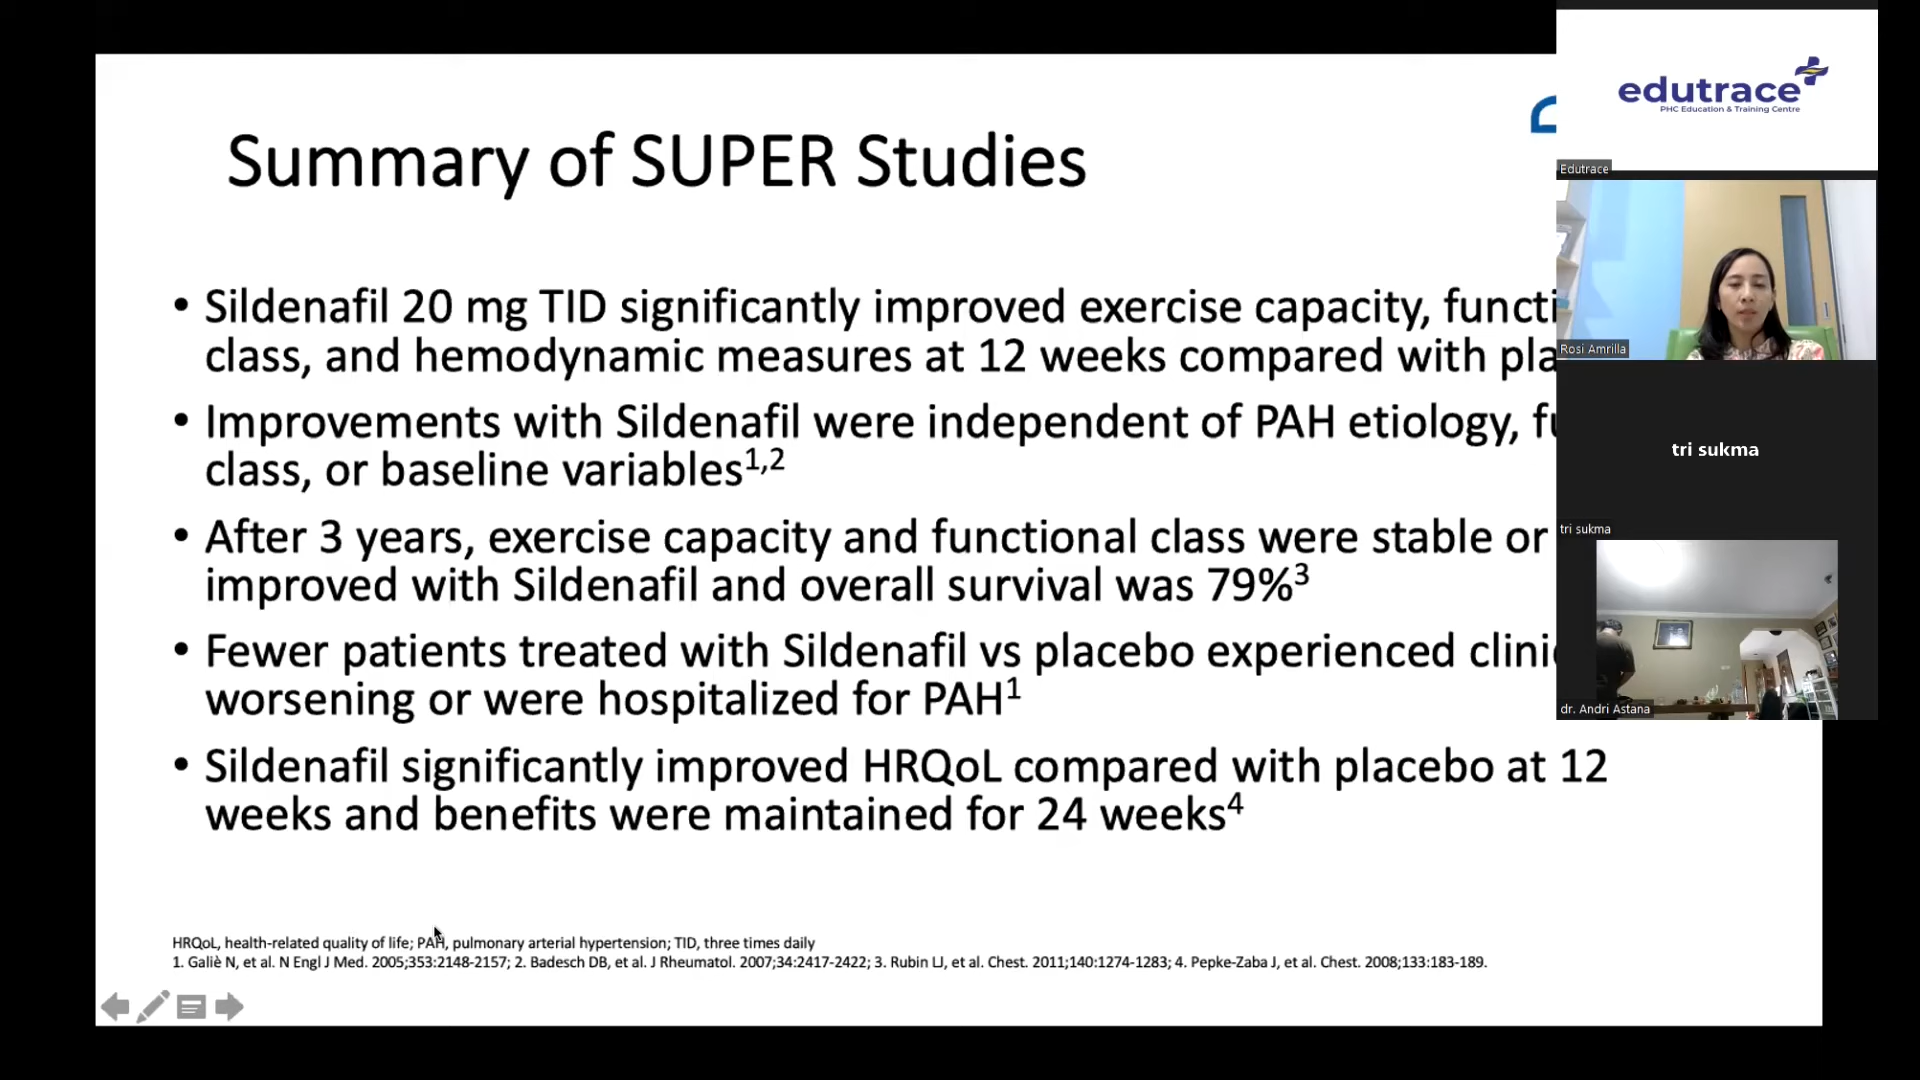 Summary of SUPER Studies
• Sildenafil 20 mg TID significantly improved exercise capacity,
class, and hemodynamic measures at 12 weeks compared with
• Improvements with Sildenafil were independent of PAH etiology,
class, or baseline variables1,2
• After 3 years, exercise capacity and functional class were stable or
improved with Sildenafil and overall survival was 79%3
• Fewer patients treated with Sildenafil vs placebo experienced
worsening or were hospitalized for PAH1
• Sildenafil significantly improved HRQoL compared with placebo at 12
weeks and benefits were maintained for 24 weeks4
HRQoL, health-related quality of life; PAH, pulmonary arterial hypertension; TID, three times daily
1. Galiè N, et al. N Engl J Med. 2005;353:2148-2157; 2. Badesch DB, et al. J Rheumatol. 2007;34:2417-2422; 3. Rubin LJ, et al. Chest. 2011;140:1274-1283; 4. Pepke-Zaba J, et al. Chest. 2008;133:183-189.
edutrace
PHC Education & Training Centre
Edutrace
Rosi Amrilla
tri sukma
tri sukma
dr. Andri Astana